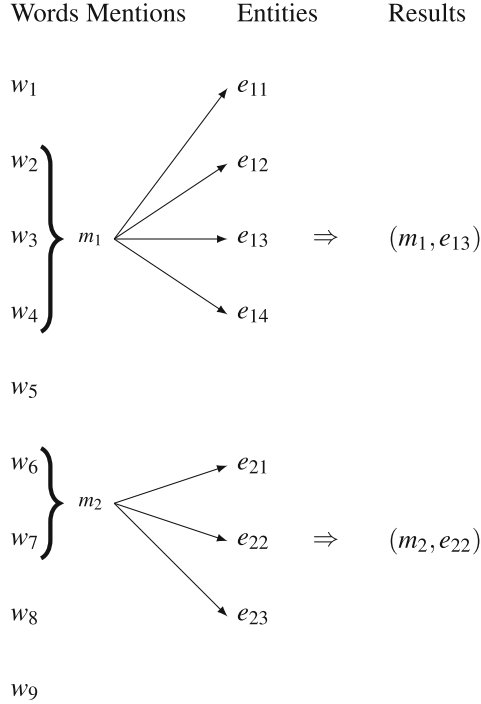 Words Mentions Entities Results
w1 e11
w2 e12
w3 m1 e13 ⇒ (m1, e13)
w4 e14
w5
w6 e21
m2
w7 e22 ⇒ (m2, e22)
w8 e23
w9